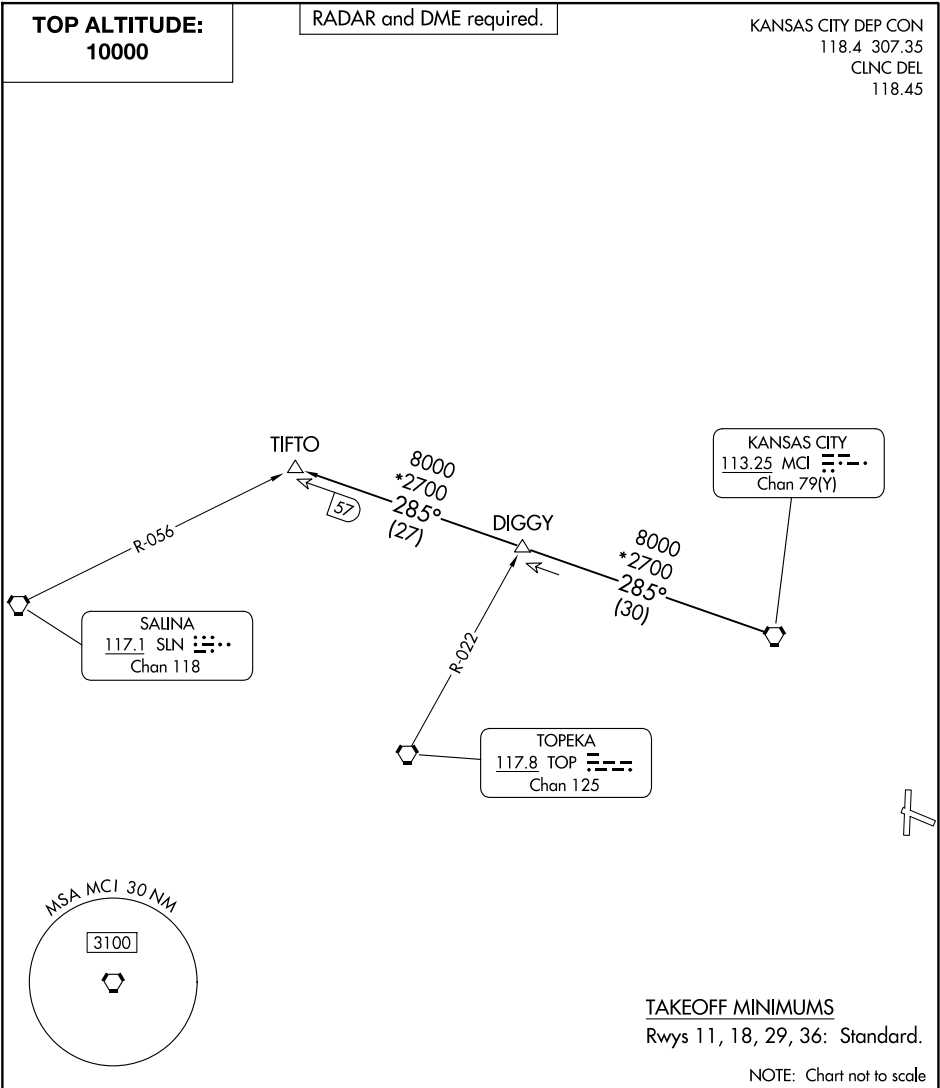 TOP ALTITUDE:
10000
RADAR and DME required.
KANSAS CITY DEP CON
118.4 307.35
CLNC DEL
118.45
TIFTO
8000
*2700
285°
(27)
57
DIGGY
8000
*2700
285°
(30)
KANSAS CITY
113.25 MCI
Chan 79(Y)
R-056
SALINA
117.1 SLN
Chan 118
R-022
TOPEKA
117.8 TOP
Chan 125
MSA MCI 30 NM
3100
TAKEOFF MINIMUMS
Rwys 11, 18, 29, 36: Standard.
NOTE: Chart not to scale